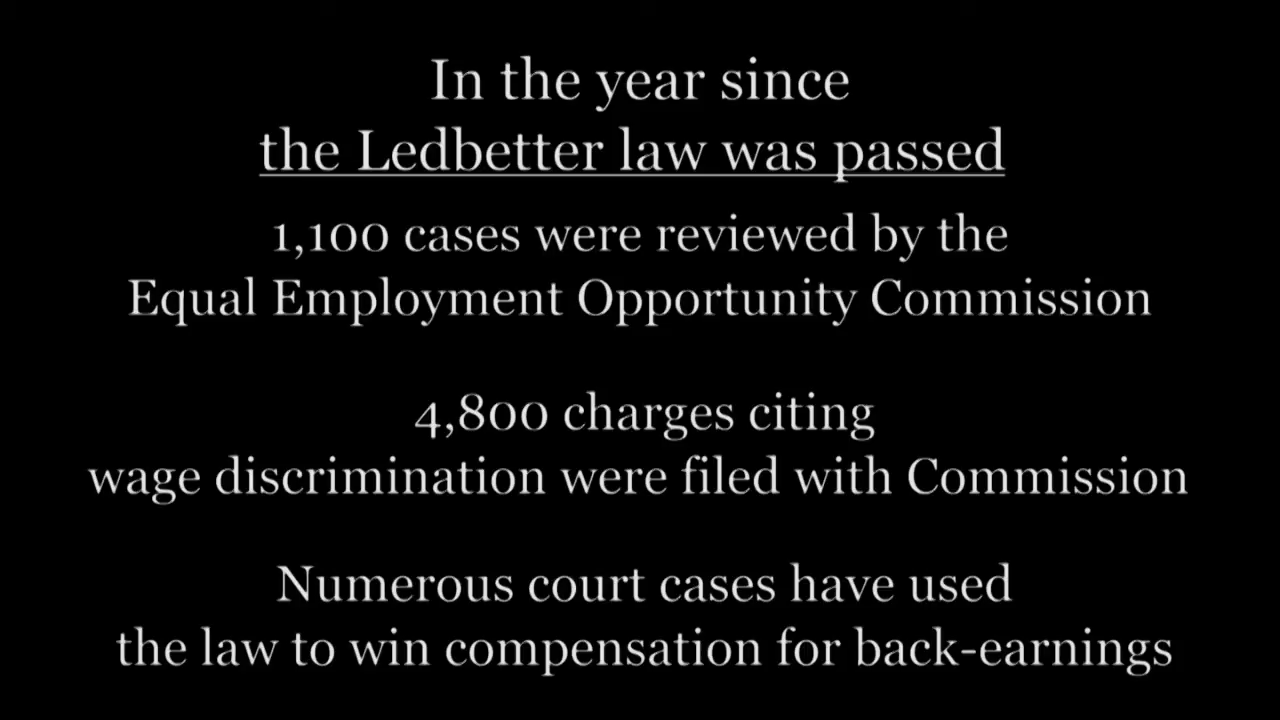 In the year since
the Ledbetter law was passed
1,100 cases were reviewed by the
Equal Employment Opportunity Commission
4,800 charges citing
wage discrimination were filed with Commission
Numerous court cases have used
the law to win compensation for back-earnings